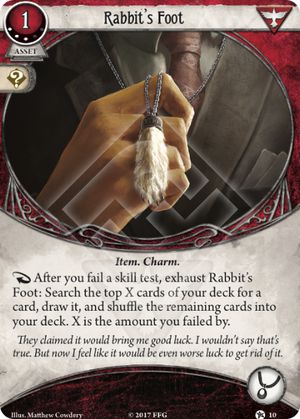 Rabbit's Foot
1
ASSET
?
Item. Charm.
After you fail a skill test, exhaust Rabbit's
Foot: Search the top X cards of your deck for a
card, draw it, and shuffle the remaining cards
into your deck. X is the amount you failed by.
They claimed it would bring me good luck. I wouldn't say that's
true. But now I feel like it would be even worse luck to get rid of it.
Illus. Matthew Cowdery
© 2017 FFG
10